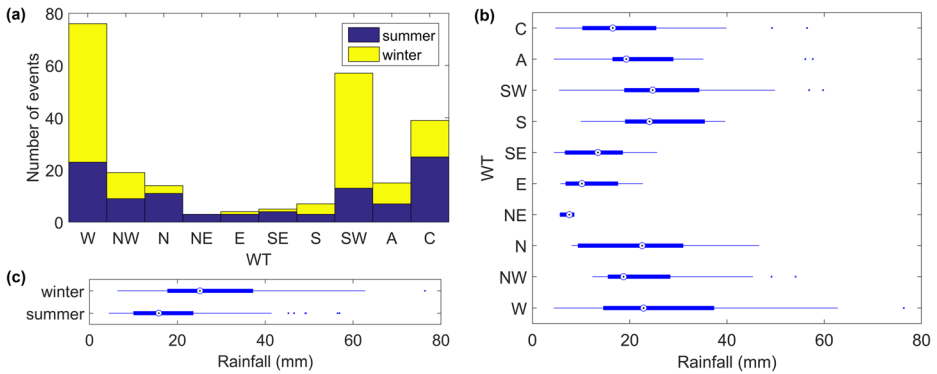 (a)
80
60
40
20
0
Number of events
summer
winter
W NW N NE E SE S SW A C
WT
(c)
winter
summer
0 20 40 60 80
Rainfall (mm)
(b)
C
A
SW
S
SE
E
NE
N
NW
W
WT
0 20 40 60 80
Rainfall (mm)